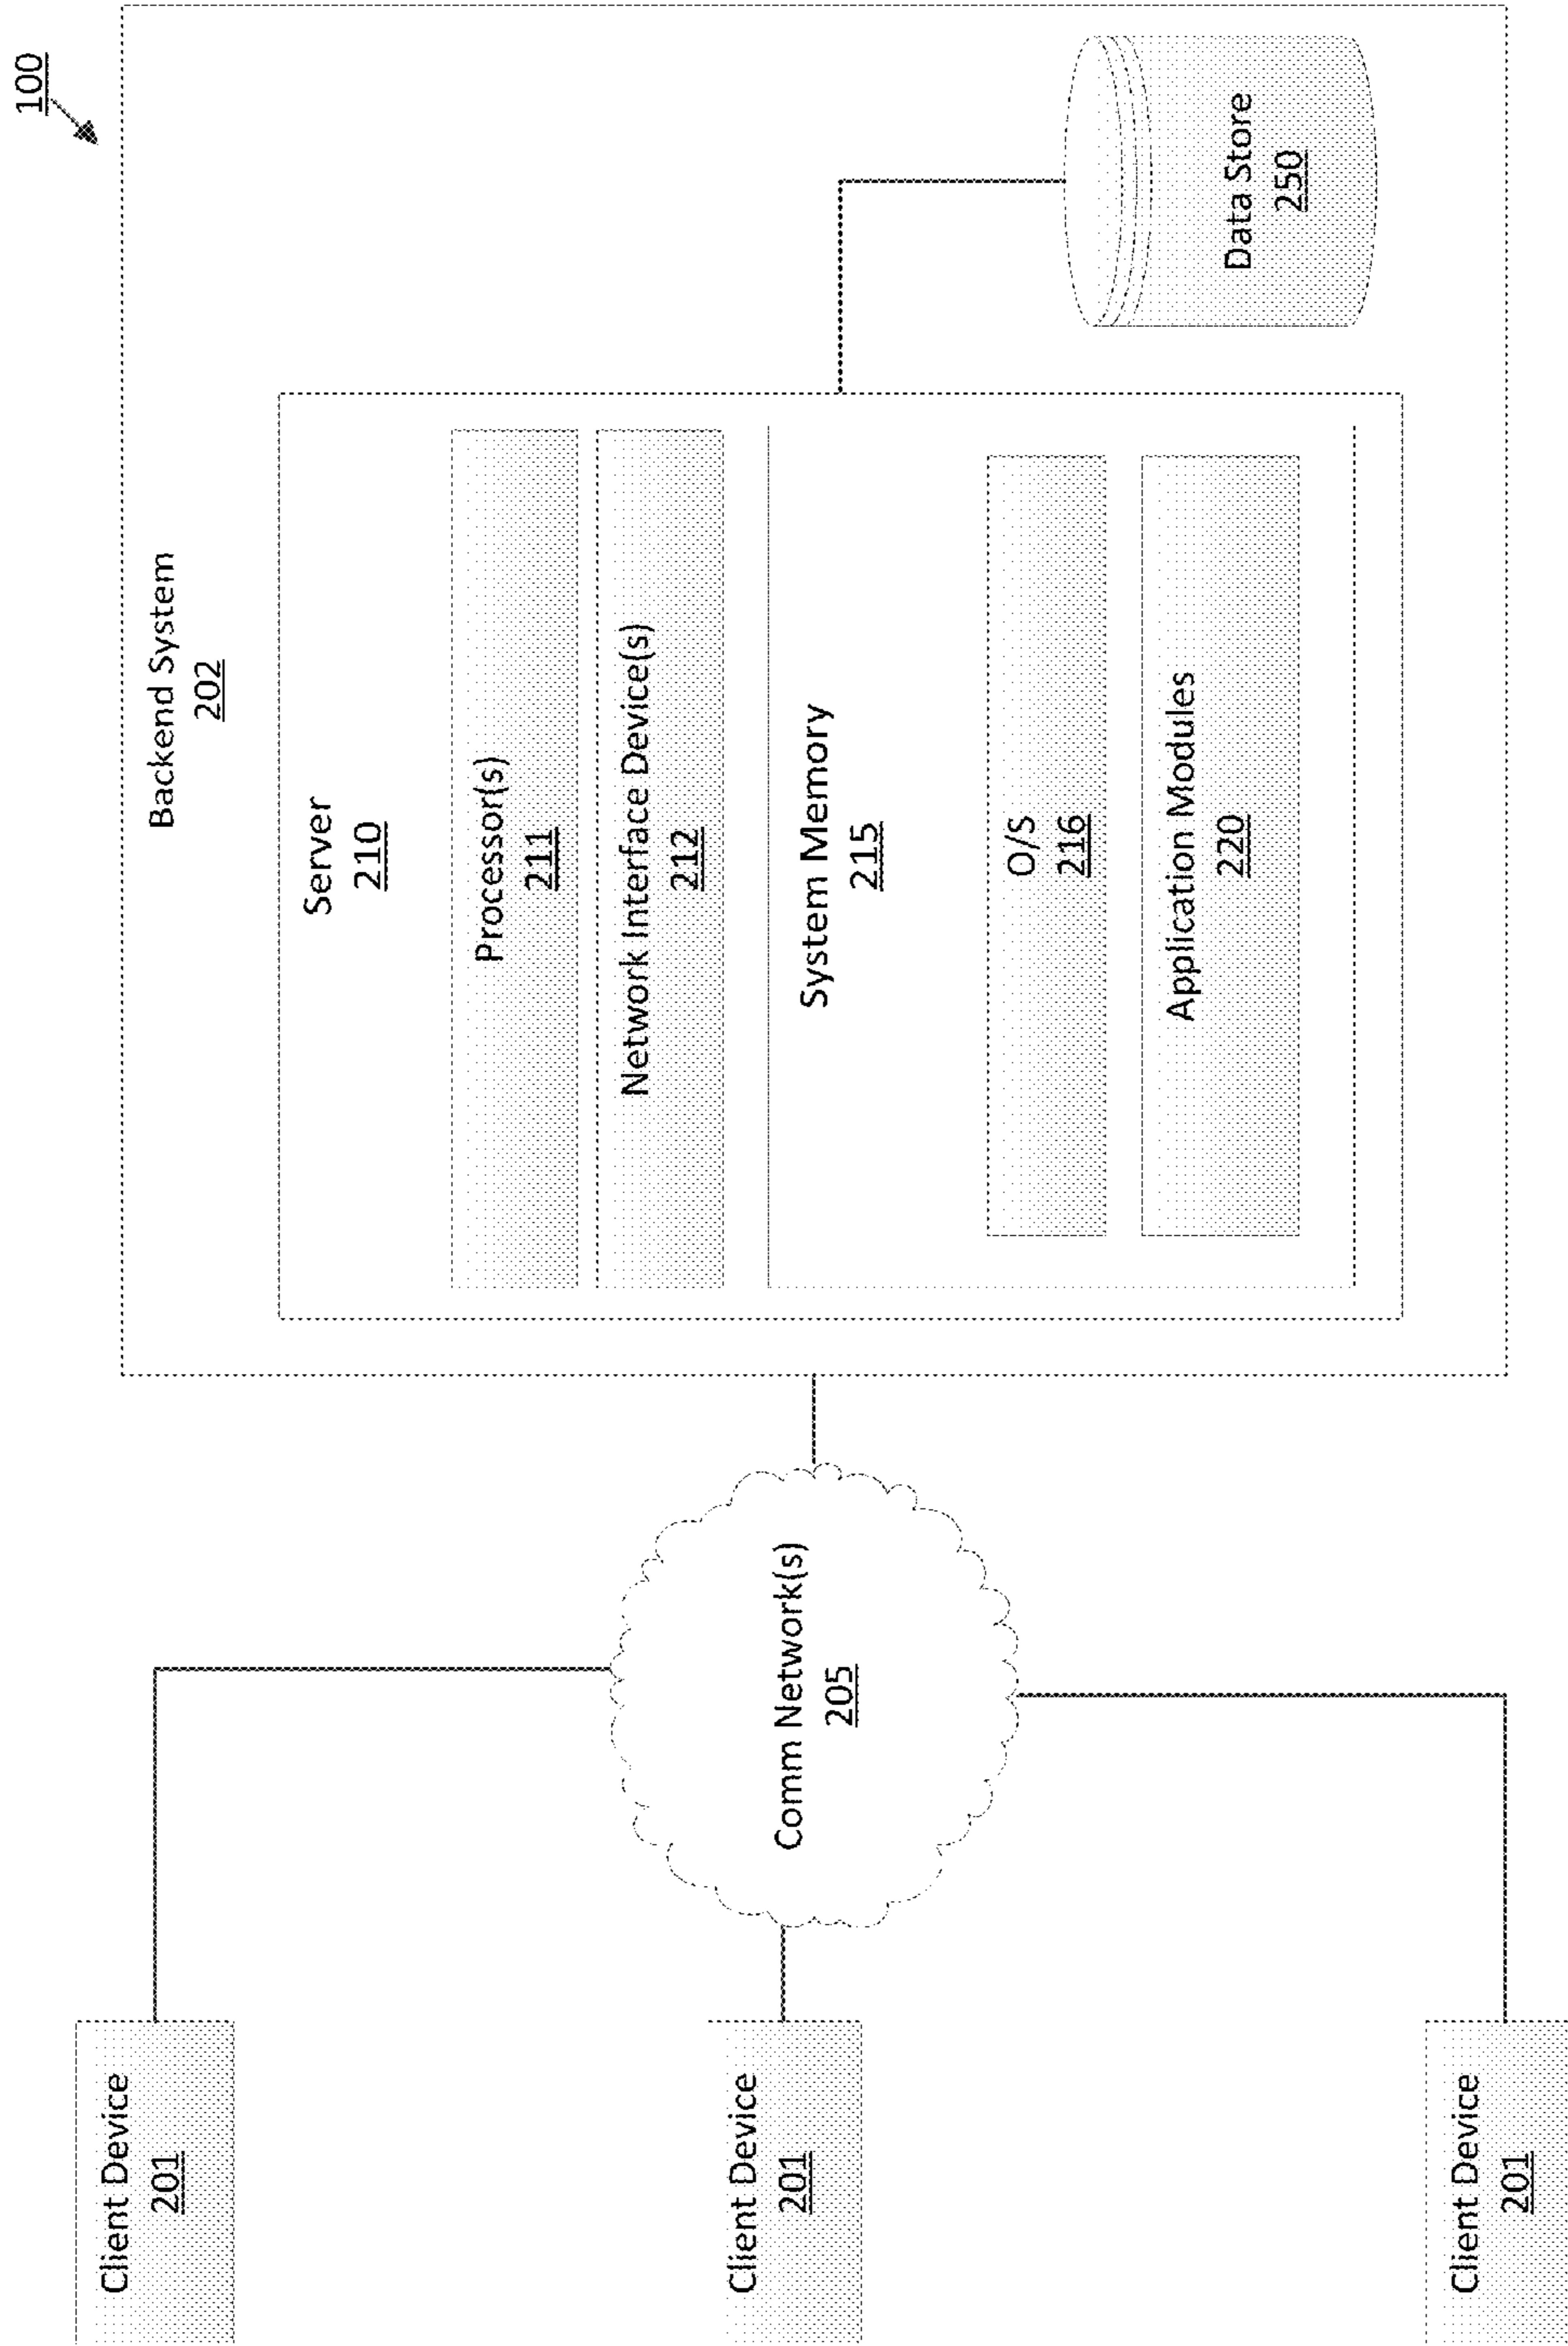 100
Client Device
201
Client Device
201
Client Device
201
Comm Network(s)
205
Backend System
202
Server
210
Processor(s)
211
Network Interface Device(s)
212
System Memory
215
O/S
216
Application Modules
220
Data Store
250